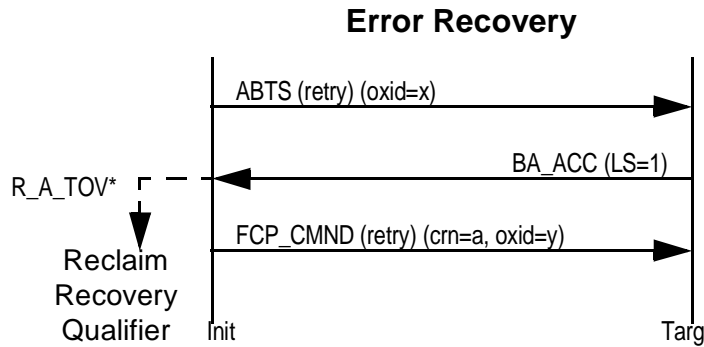 Error Recovery
ABTS (retry) (oxid=x)
BA_ACC (LS=1)
R_A_TOV*
FCP_CMND (retry) (crn=a, oxid=y)
Reclaim
Recovery
Qualifier
Init
Targ